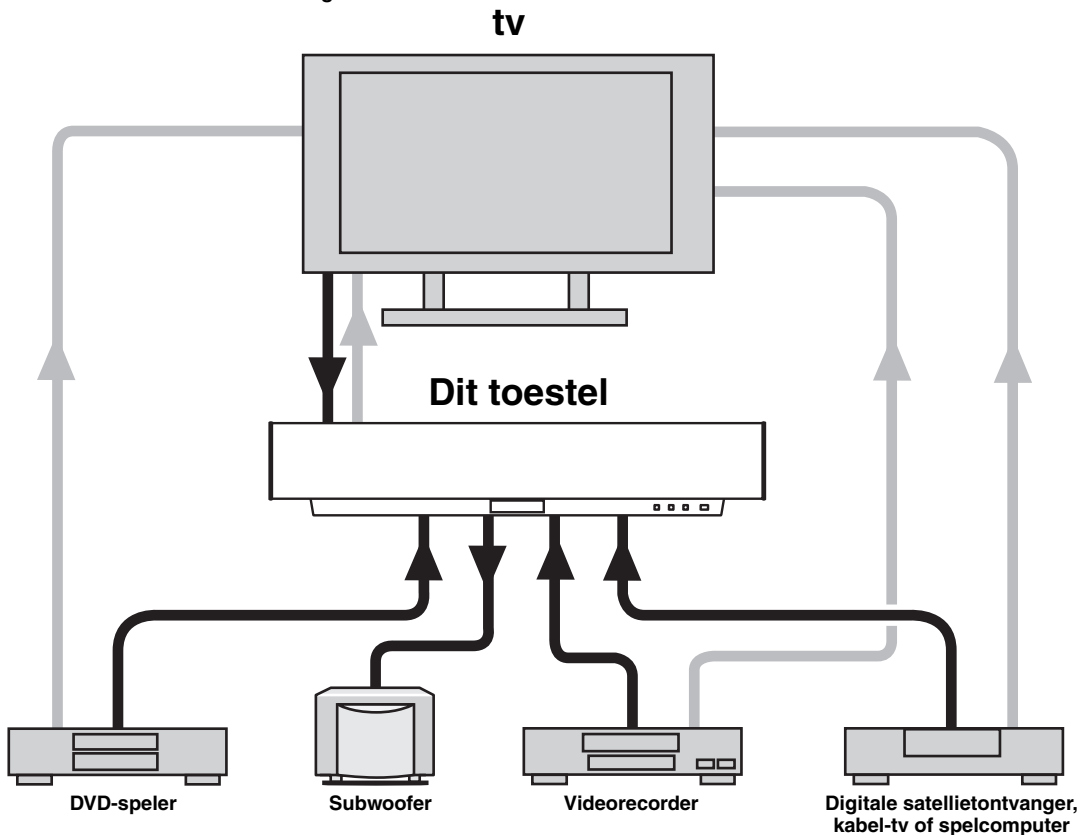 tv
Dit toestel
DVD-speler
Subwoofer
Videorecorder
Digitale satellietontvanger,
kabel-tv of spelcomputer